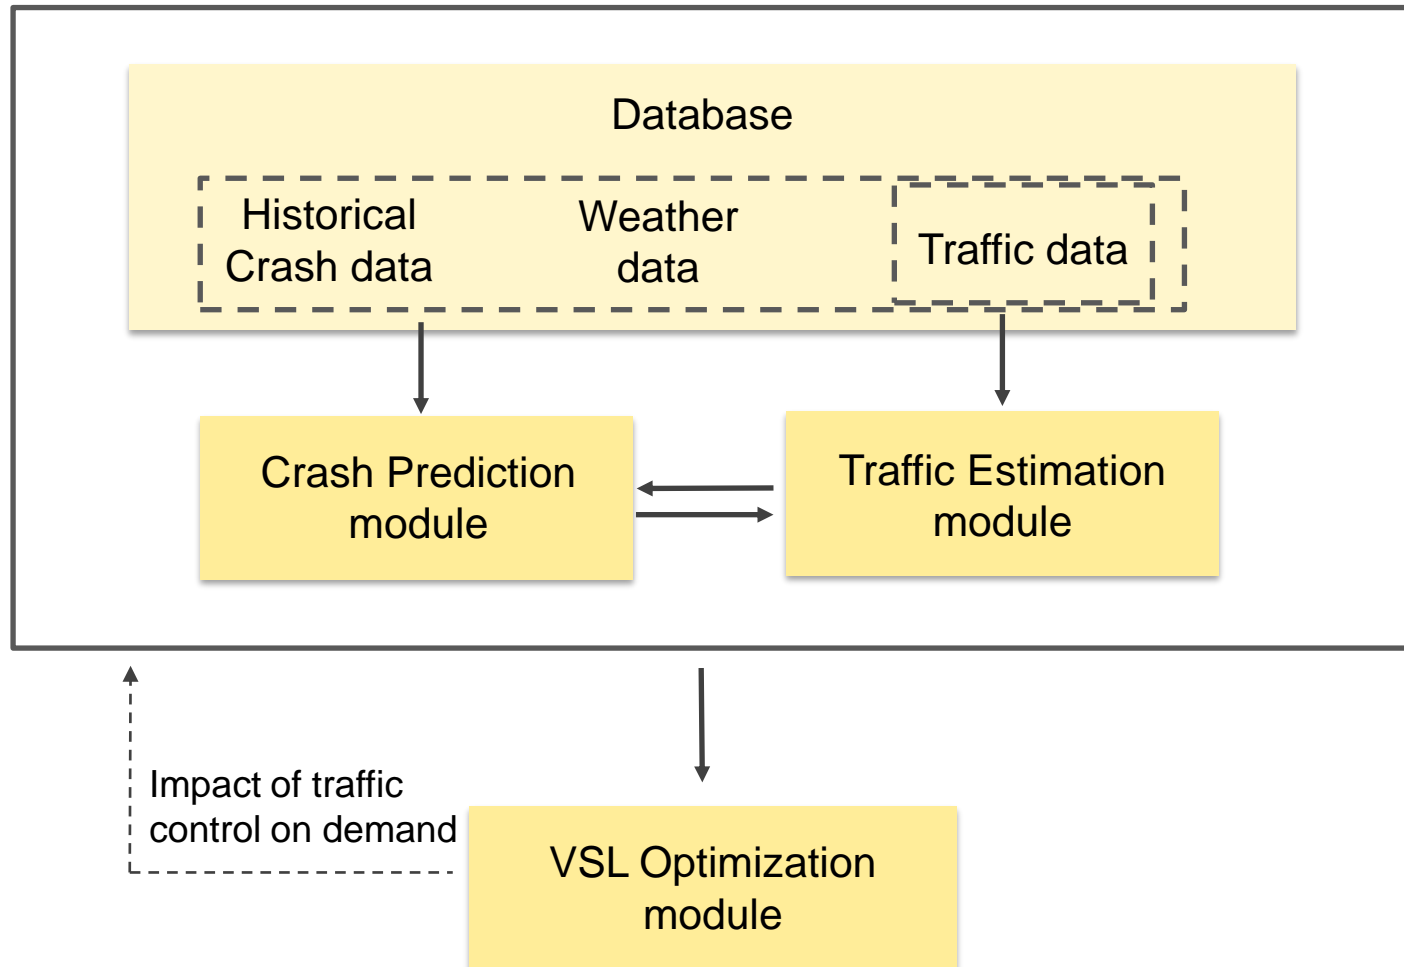 Database
Historical
Crash data
Weather
data
Traffic data
Crash Prediction
module
Traffic Estimation
module
Impact of traffic
control on demand
VSL Optimization
module